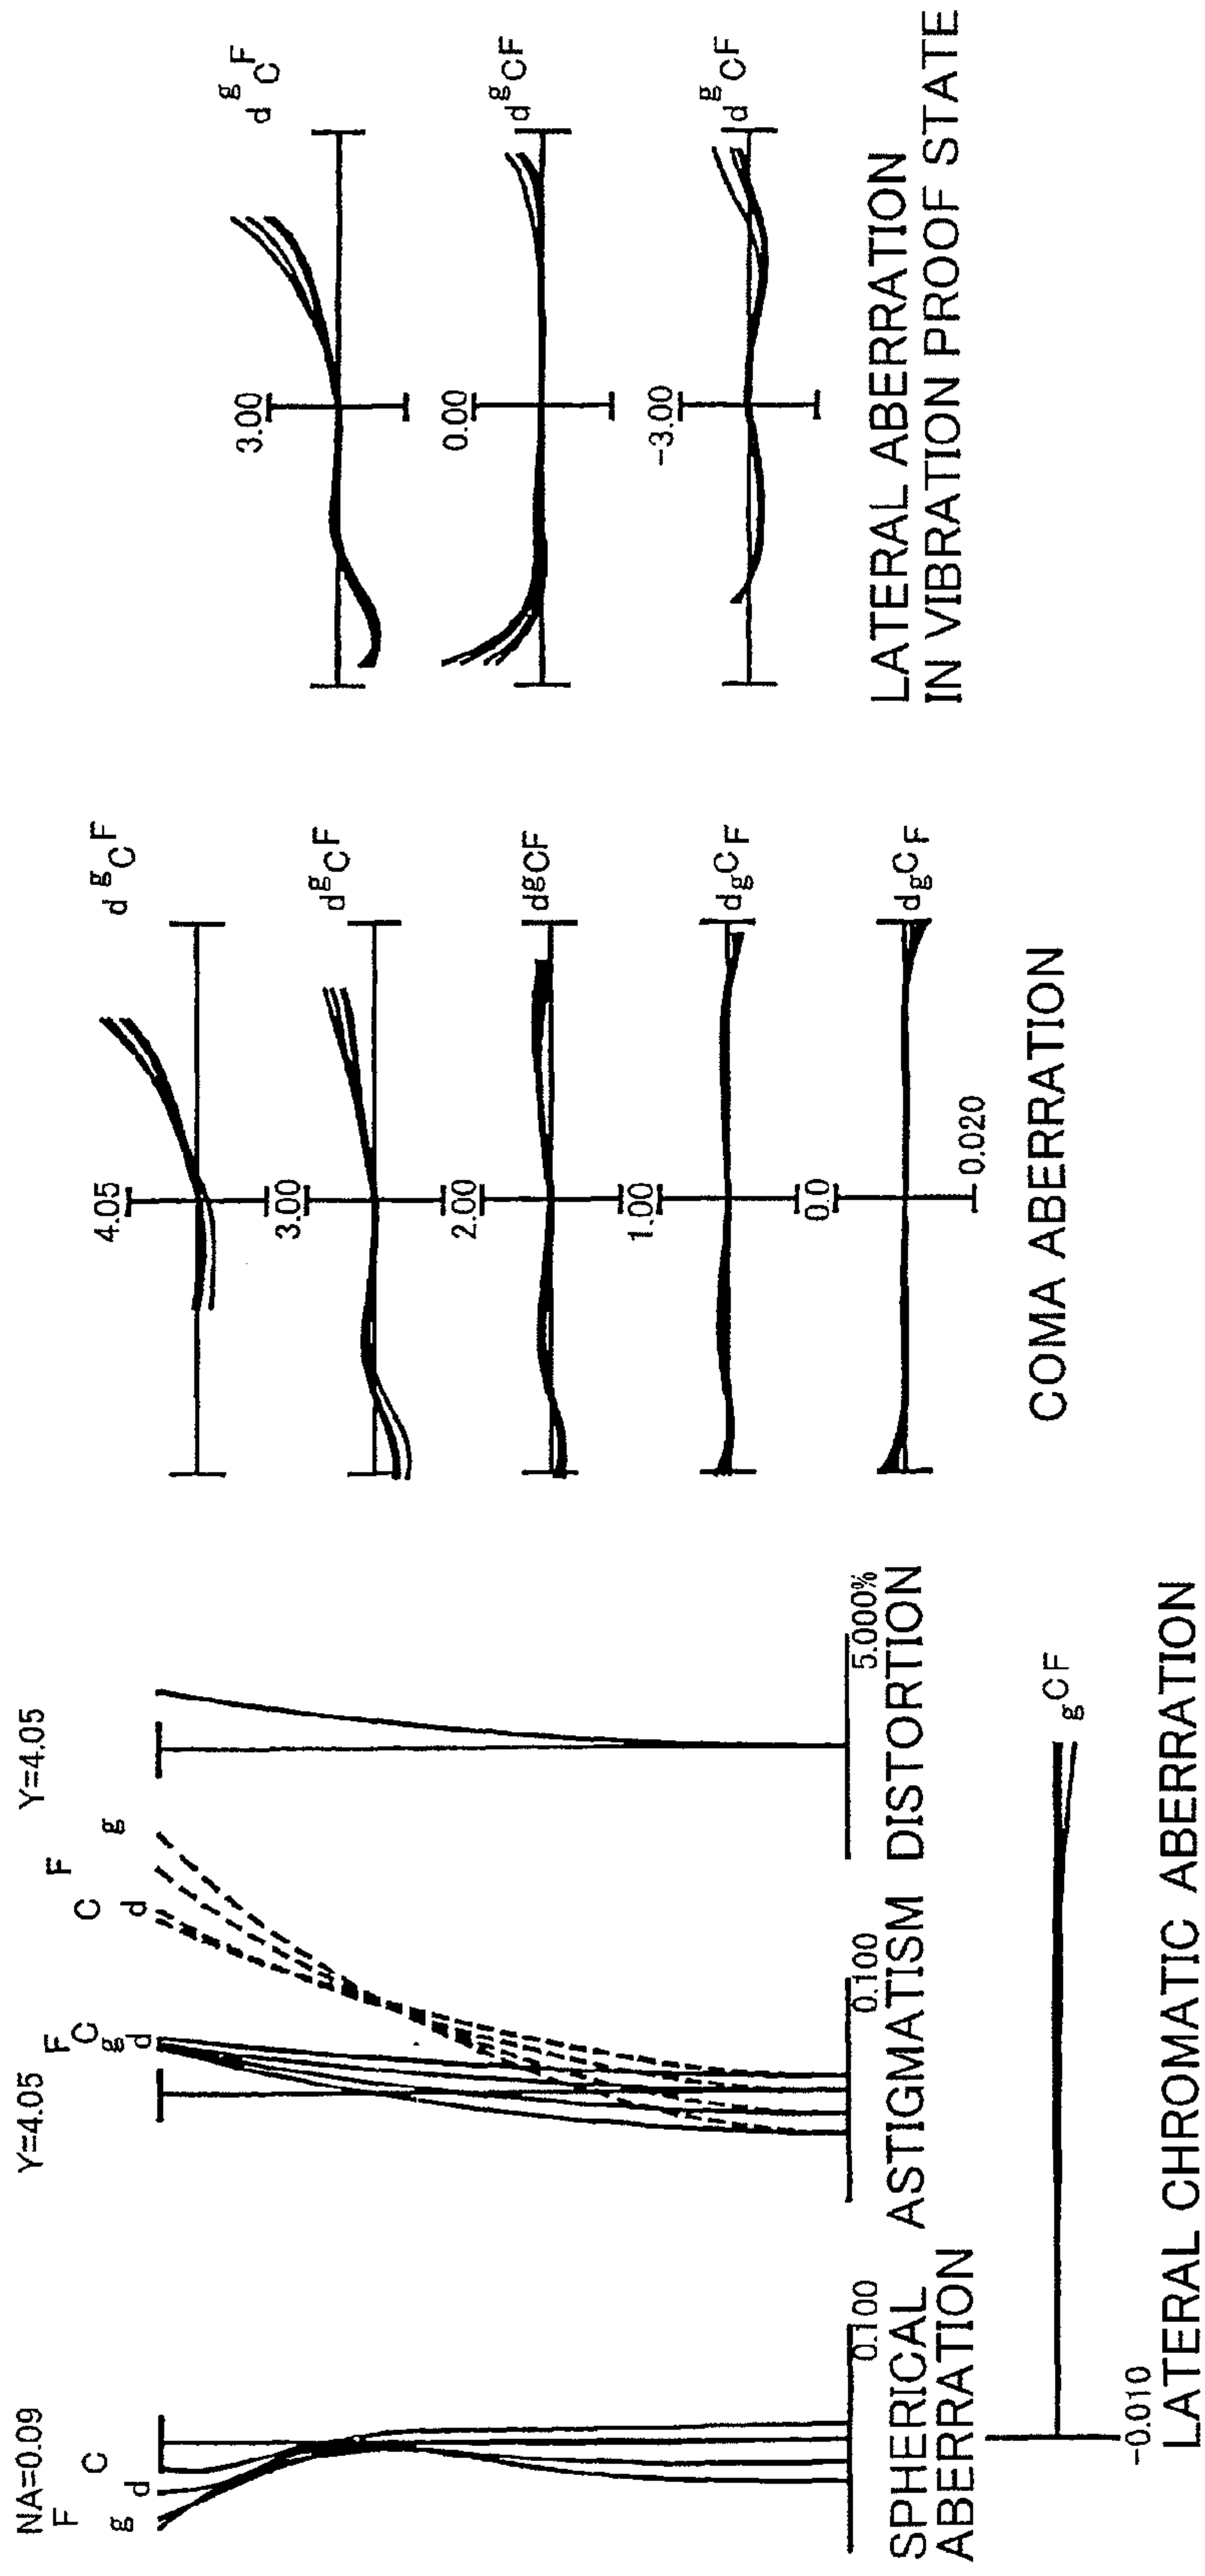 NA=0.09
F
C
d
g
0.100
SPHERICAL
ABERRATION
Y=4.05
F
C
g
d
C
d
F
g
0.100
ASTIGMATISM
Y=4.05
5.000%
DISTORTION
g C F
-0.010
LATERAL CHROMATIC ABERRATION
4.05
d g C F
3.00
d g C F
2.00
d g C F
1.00
d g C F
0.0
d g C F
0.020
COMA ABERRATION
3.00
d g C F
0.00
d g C F
-3.00
d g C F
LATERAL ABERRATION
IN VIBRATION PROOF STATE